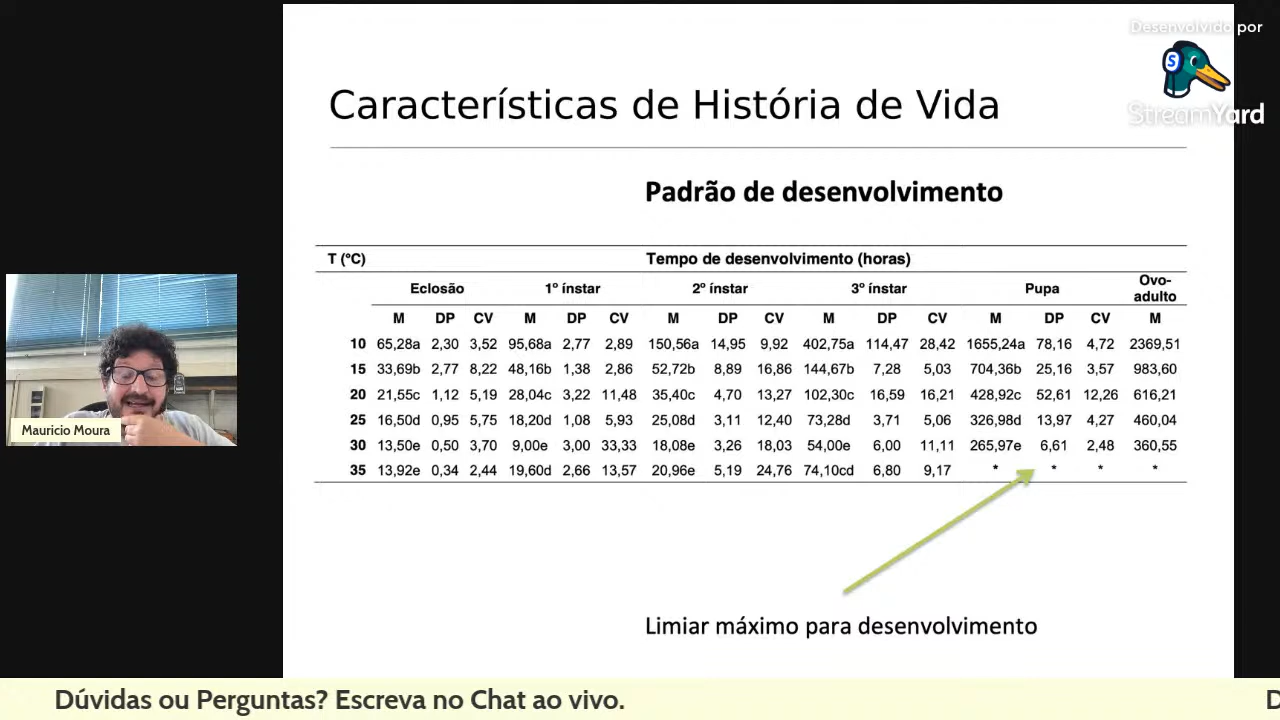 Desenvolvido por
StreamYard
Características de História de Vida
Padrão de desenvolvimento
T (°C) Tempo de desenvolvimento (horas)
Eclosão 1º ínstar 2º ínstar 3º ínstar Pupa Ovo-adulto
M DP CV M DP CV M DP CV M DP CV M DP CV M
10 65,28a 2,30 3,52 95,68a 2,77 2,89 150,56a 14,95 9,92 402,75a 114,47 28,42 1655,24a 78,16 4,72 2369,51
15 33,69b 2,77 8,22 48,16b 1,38 2,86 52,72b 8,89 16,86 144,67b 7,28 5,03 704,36b 25,16 3,57 983,60
20 21,55c 1,12 5,19 28,04c 3,22 11,48 35,40c 4,70 13,27 102,30c 16,59 16,21 428,92c 52,61 12,26 616,21
25 16,50d 0,95 5,75 18,20d 1,08 5,93 25,08d 3,11 12,40 73,28d 3,71 5,06 326,98d 13,97 4,27 460,04
30 13,50e 0,50 3,70 9,00e 3,00 33,33 18,08e 3,26 18,03 54,00e 6,00 11,11 265,97e 6,61 2,48 360,55
35 13,92e 0,34 2,44 19,60d 2,66 13,57 20,96e 5,19 24,76 74,10cd 6,80 9,17 * * * *
Limiar máximo para desenvolvimento
Mauricio Moura
Dúvidas ou Perguntas? Escreva no Chat ao vivo.